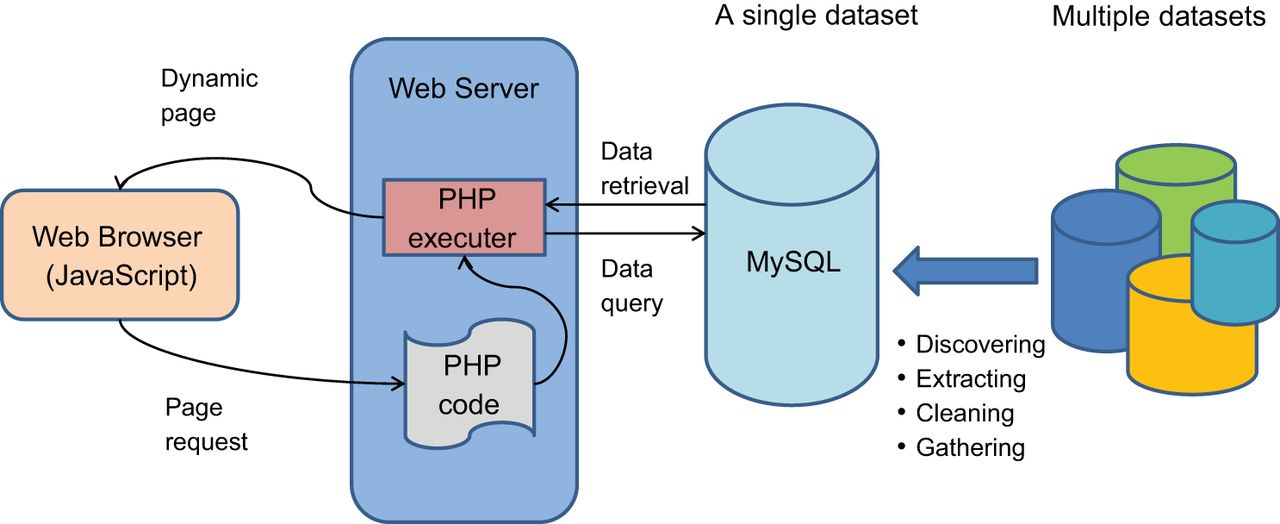 A single dataset
Multiple datasets
Dynamic
page
Web Server
Data
retrieval
PHP
executer
Web Browser
(JavaScript)
MySQL
Data
query
PHP
code
Page
request
• Discovering
• Extracting
• Cleaning
• Gathering